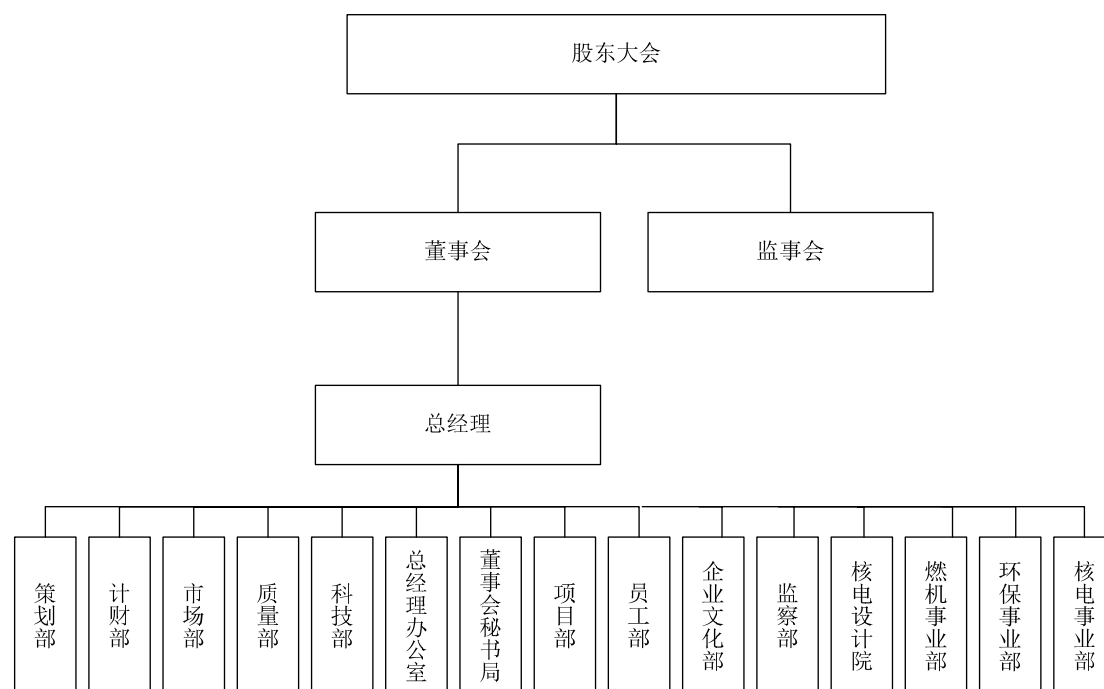 股东大会
董事会
监事会
总经理
策划部
计财部
市场部
质量部
科技部
总经理办公室
董事会秘书局
项目部
员工部
企业文化部
监察部
核电设计院
燃机事业部
环保事业部
核电事业部